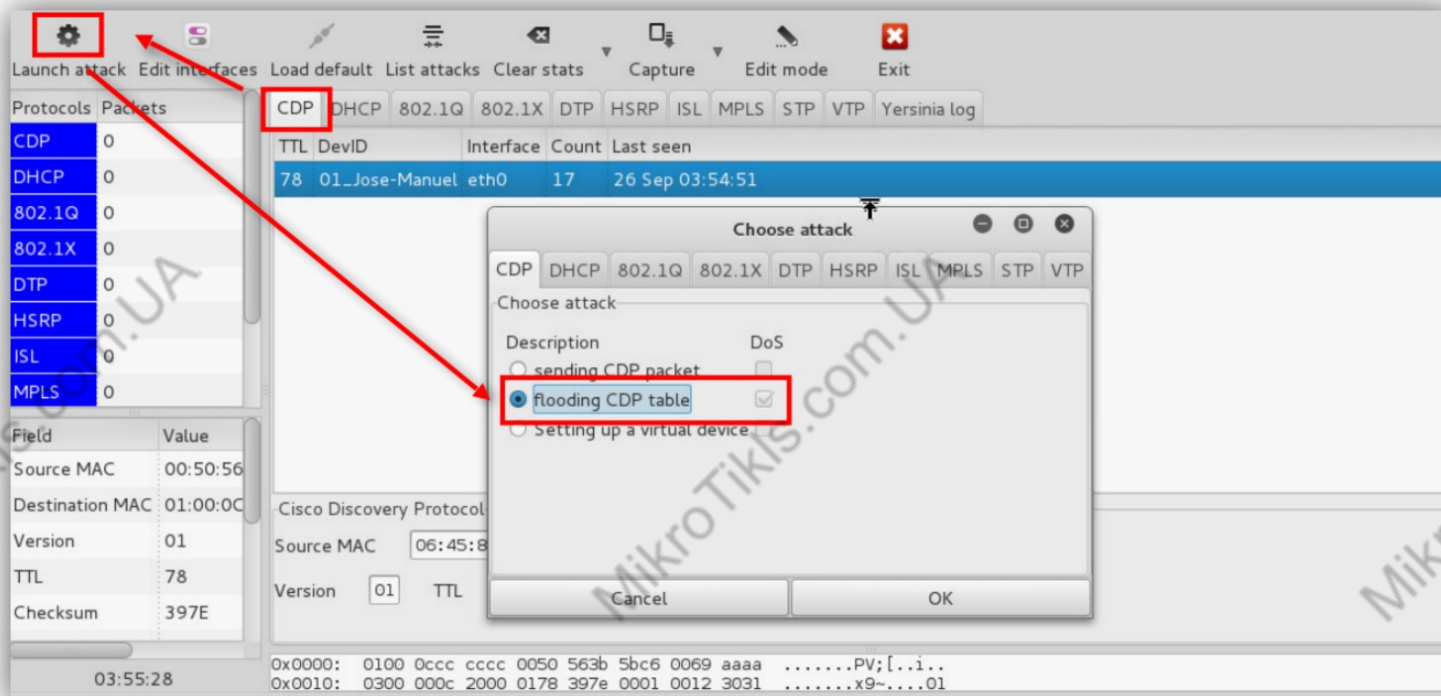 Launch attack Edit interfaces Load default List attacks Clear stats Capture Edit mode Exit
Protocols Packets
CDP 0
DHCP 0
802.1Q 0
802.1X 0
DTP 0
HSRP 0
ISL 0
MPLS 0
CDP DHCP 802.1Q 802.1X DTP HSRP ISL MPLS STP VTP Yersinia log
TTL DevID Interface Count Last seen
78 01_Jose-Manuel eth0 17 26 Sep 03:54:51
Choose attack
CDP DHCP 802.1Q 802.1X DTP HSRP ISL MPLS STP VTP
Choose attack
Description DoS
sending CDP packet
flooding CDP table
Setting up a virtual device
Cancel OK
Field Value
Source MAC 00:50:56
Destination MAC 01:00:0C
Version 01
TTL 78
Checksum 397E
Cisco Discovery Protocol
Source MAC 06:45:8
Version 01 TTL
03:55:28
0x0000: 0100 0ccc cccc 0050 563b 5bc6 0069 aaaa .......PV;[..i..
0x0010: 0300 000c 2000 0178 397e 0001 0012 3031 .......x9~....01
MikroTikls.com.UA